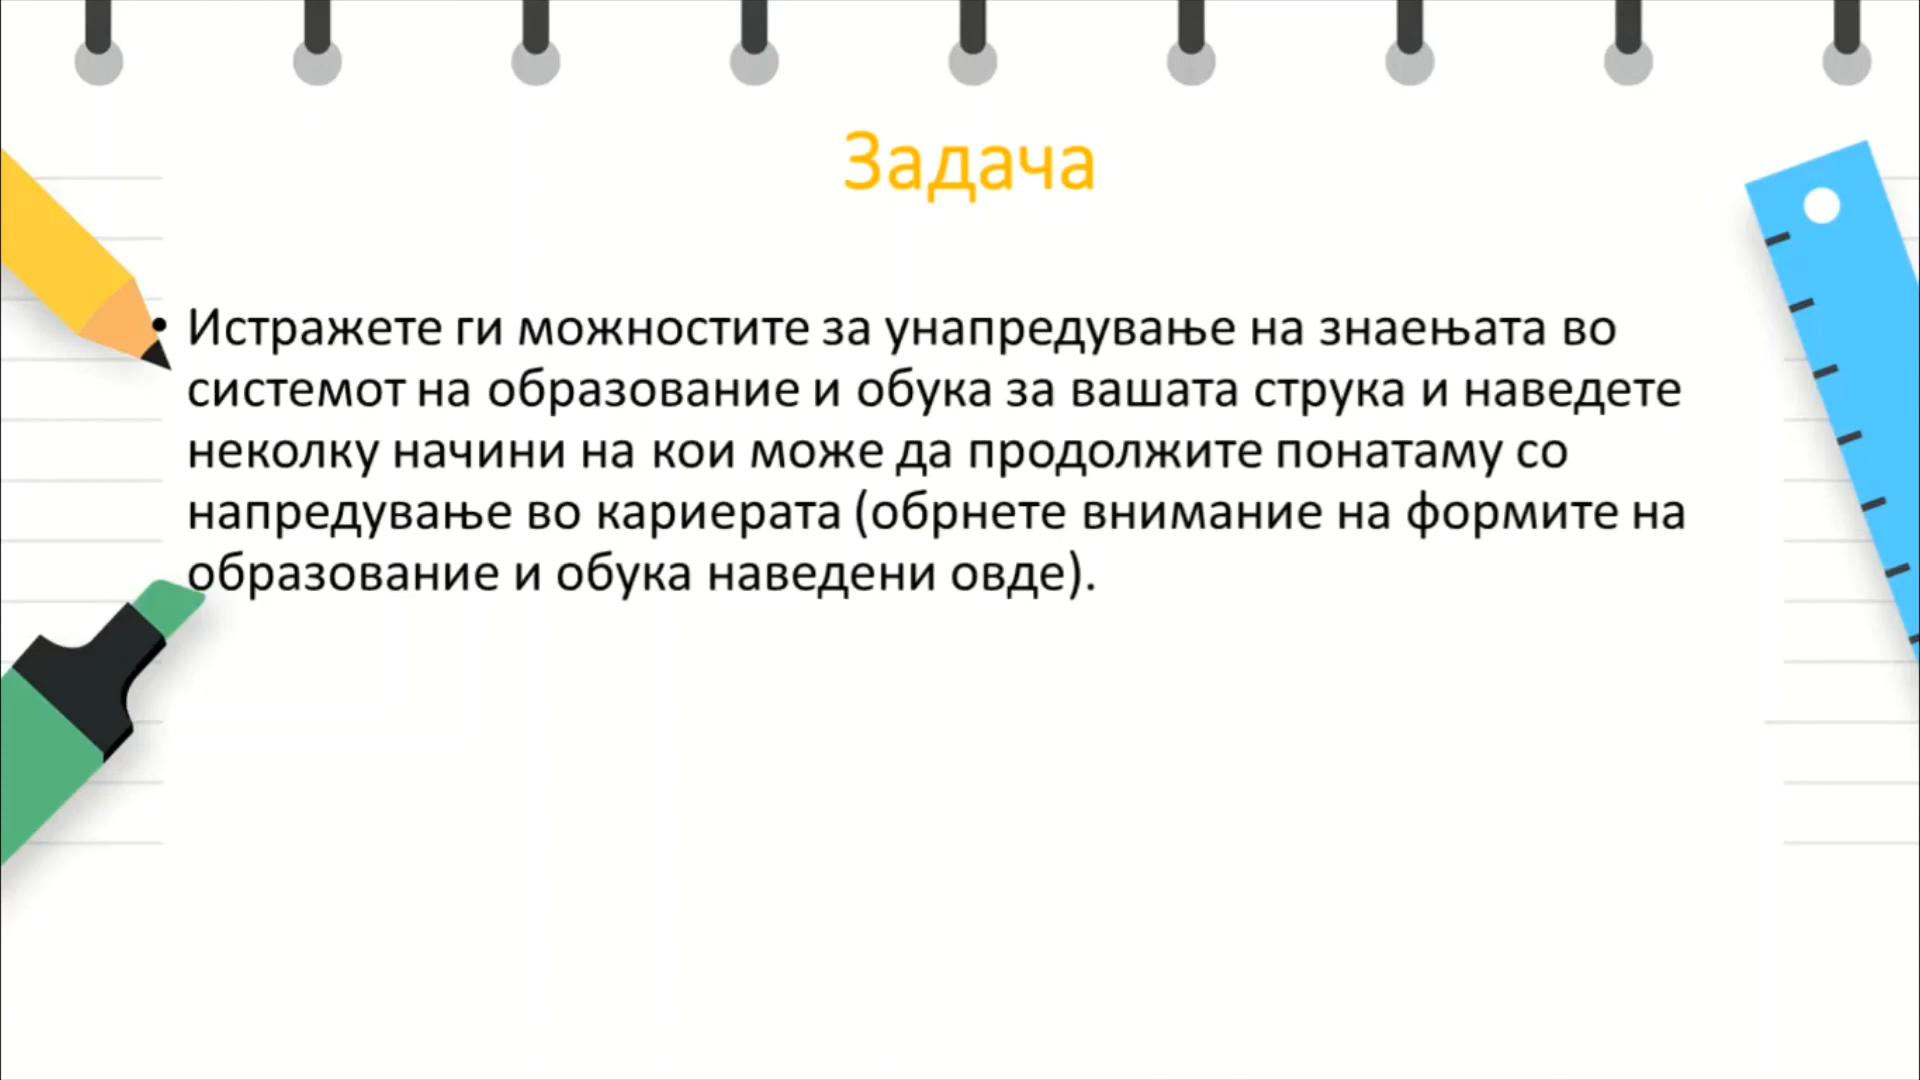 Задача
• Истражете ги можностите за унапредување на знаењата во
системот на образование и обука за вашата струка и наведете
неколку начини на кои може да продолжите понатаму со
напредување во кариерата (обрнете внимание на формите на
образование и обука наведени овде).